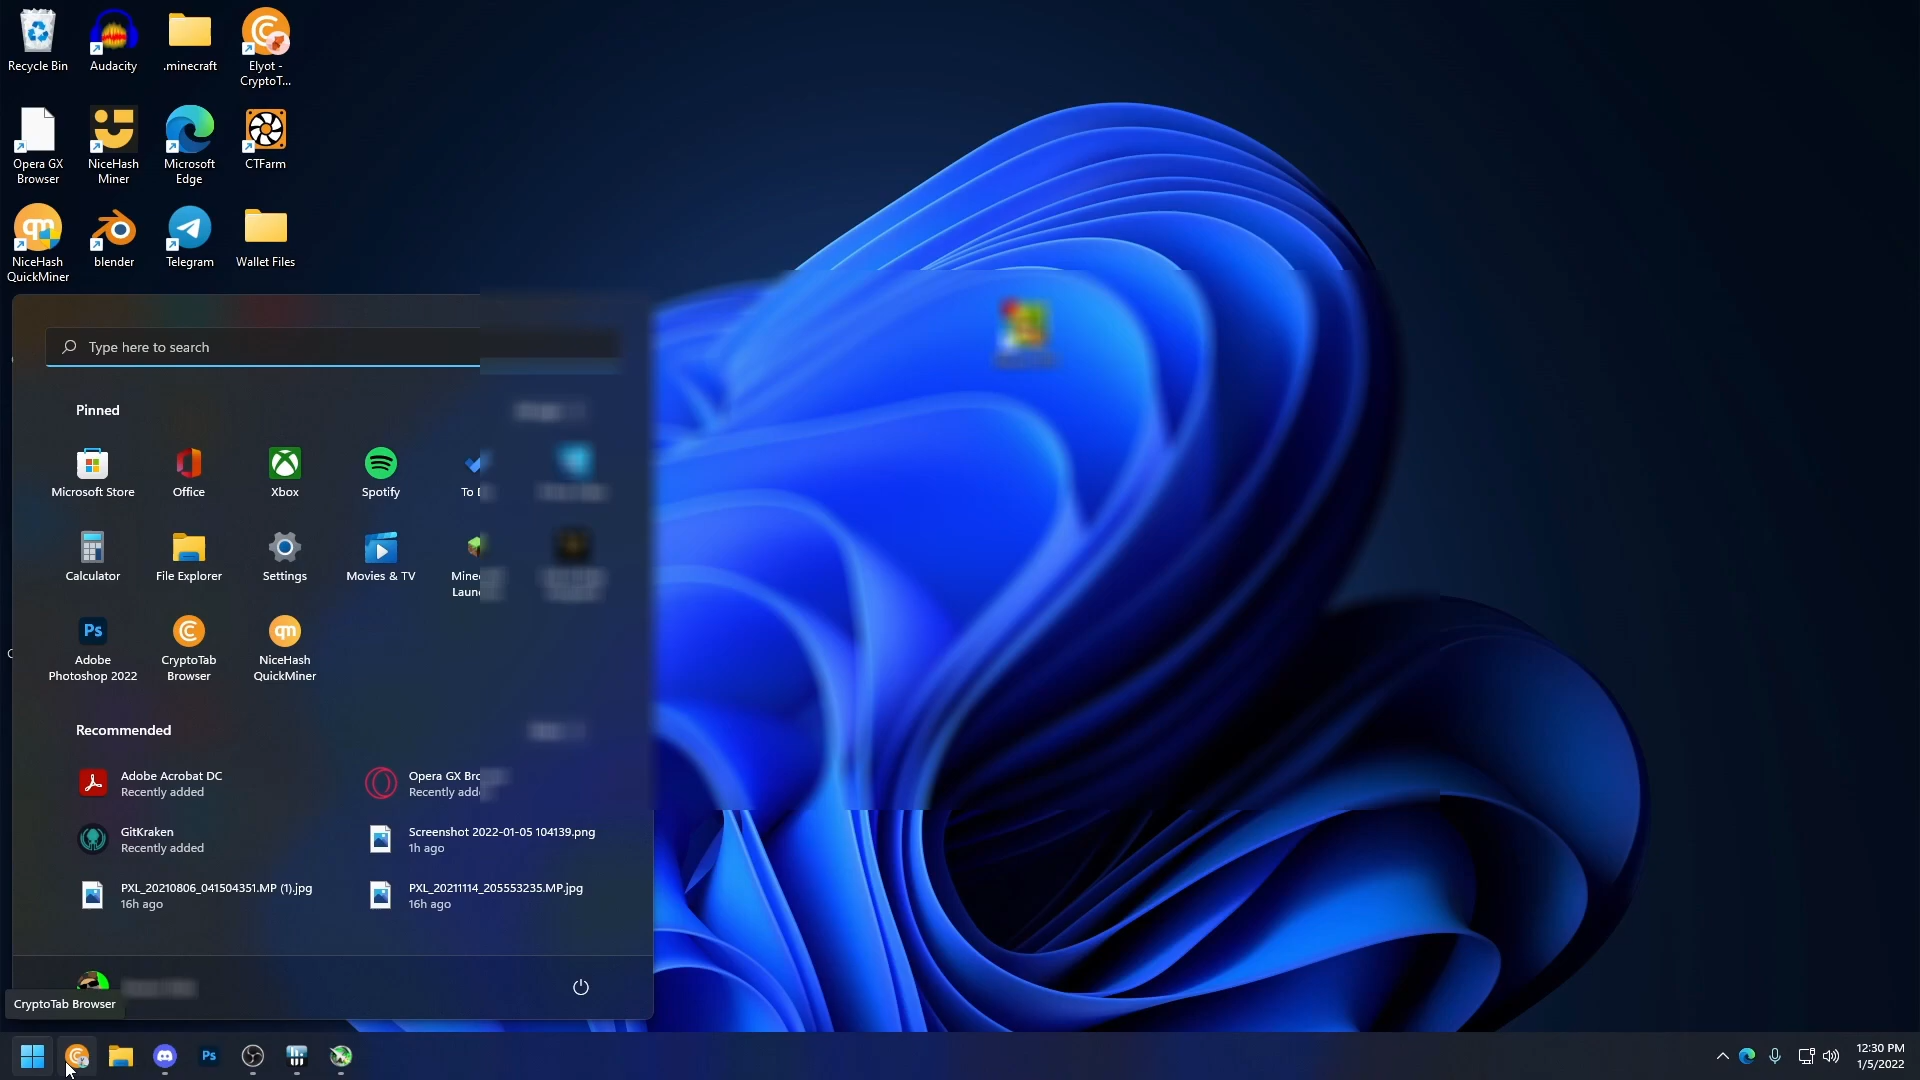 Recycle Bin
Audacity
.minecraft
Elyot -
CryptoT...
Opera GX
Browser
NiceHash
Miner
Microsoft
Edge
CTFarm
NiceHash
QuickMiner
blender
Telegram
Wallet Files
Type here to search
Pinned
Microsoft Store
Office
Xbox
Spotify
To
Calculator
File Explorer
Settings
Movies & TV
Ps
Adobe
Photoshop 2022
CryptoTab
Browser
qm
NiceHash
QuickMiner
Recommended
Adobe Acrobat DC
Recently added
Opera GX
Recently
GitKraken
Recently added
Screenshot 2022-01-05 104139.png
1h ago
PXL_20210806_041504351.MP (1).jpg
16h ago
PXL_20211114_205553235.MP.jpg
16h ago
CryptoTab Browser
Ps
12:30 PM
1/5/2022